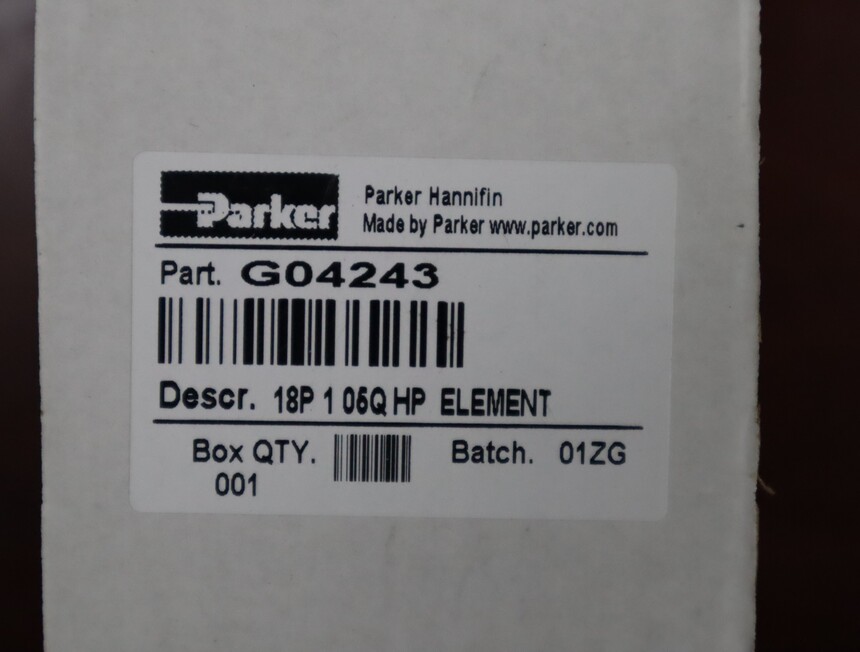 Parker
Parker Hannifin
Made by Parker www.parker.com
Part. G04243
Descr. 18P 1 05Q HP ELEMENT
Box QTY. Batch. 01ZG
001